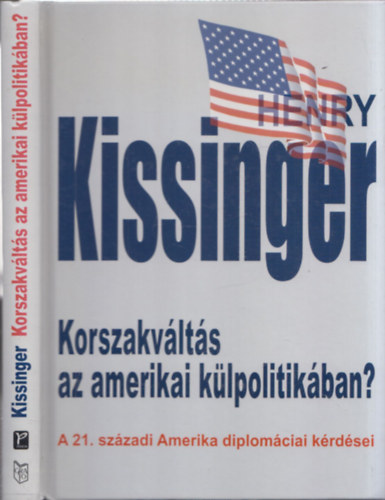 Kissinger Korszakváltás az amerikai külpolitikában?
HENRY
Kissinger
Korszakváltás
az amerikai külpolitikában?
A 21. századi Amerika diplomáciai kérdései